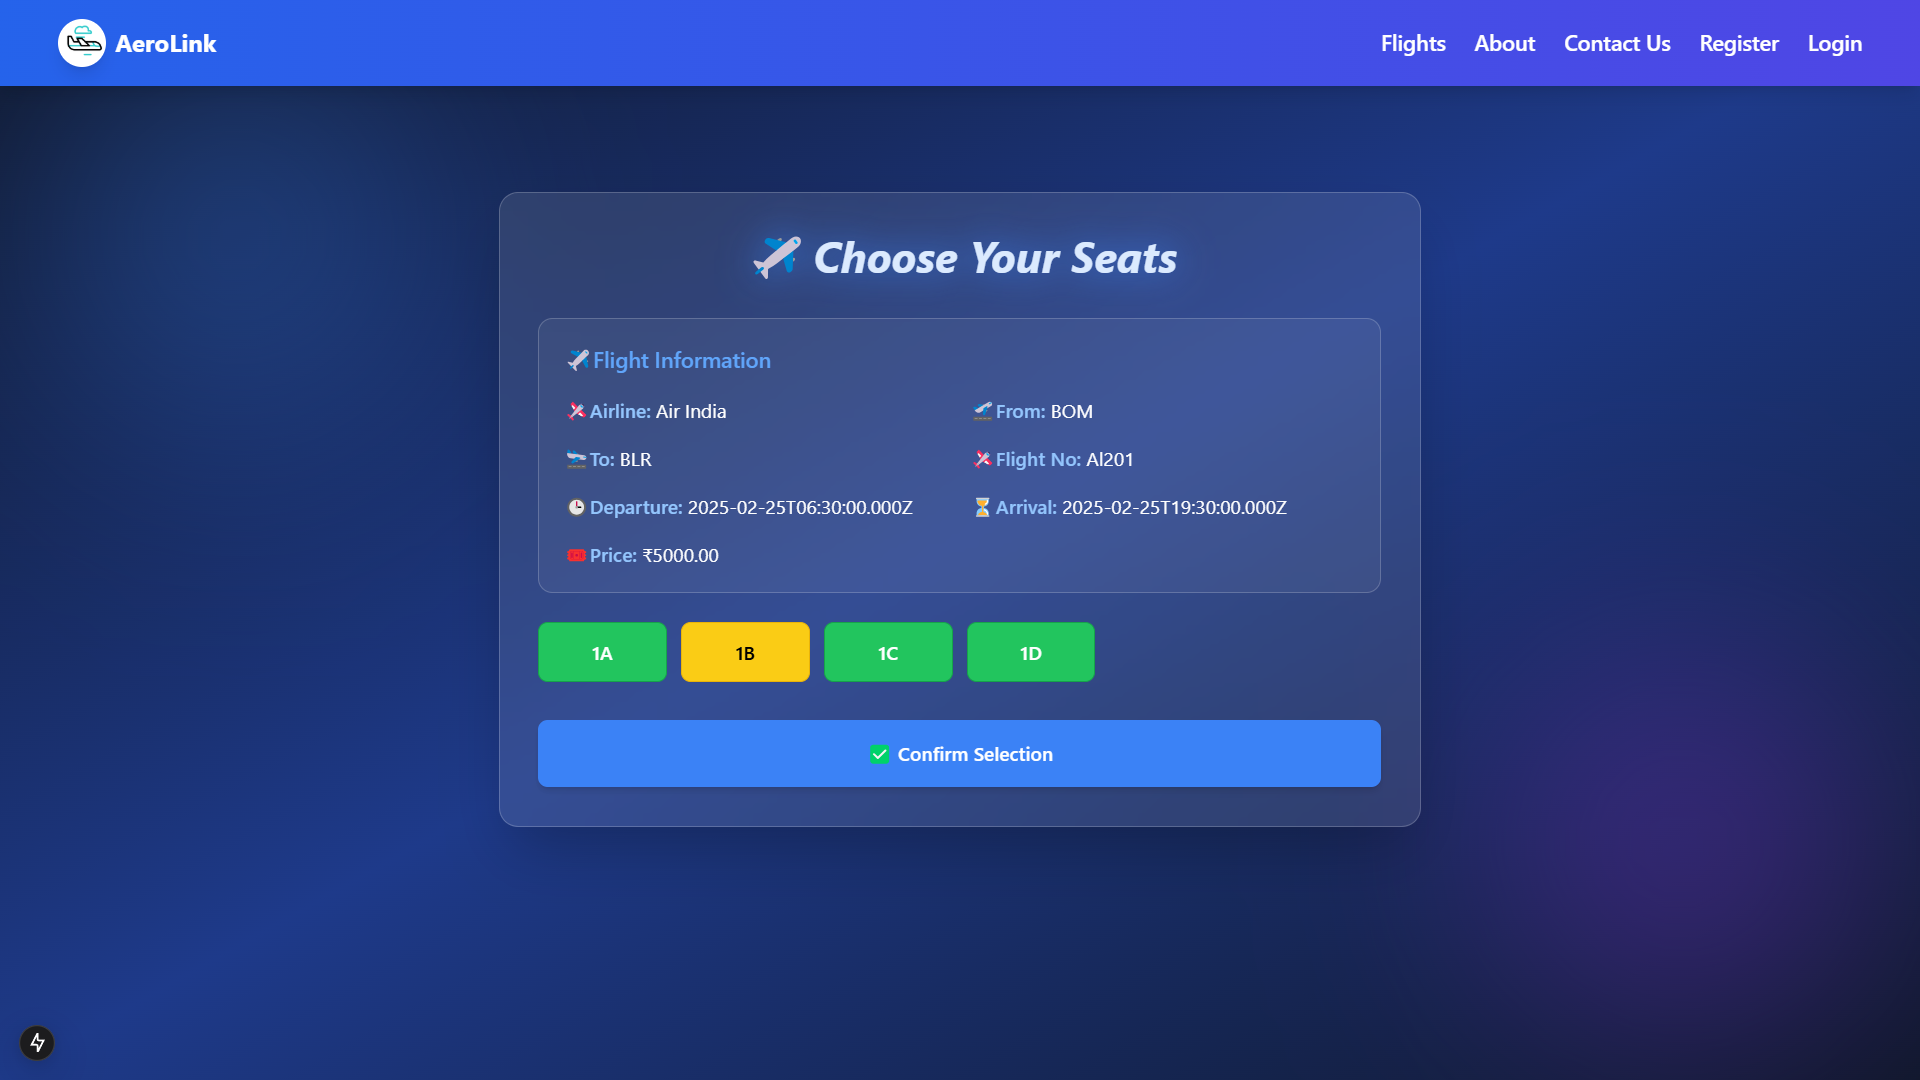 AeroLink
Flights About Contact Us Register Login
Choose Your Seats
Flight Information
Airline: Air India
From: BOM
To: BLR
Flight No: Al201
Departure: 2025-02-25T06:30:00.000Z
Arrival: 2025-02-25T19:30:00.000Z
Price: ₹5000.00
1A 1B 1C 1D
Confirm Selection